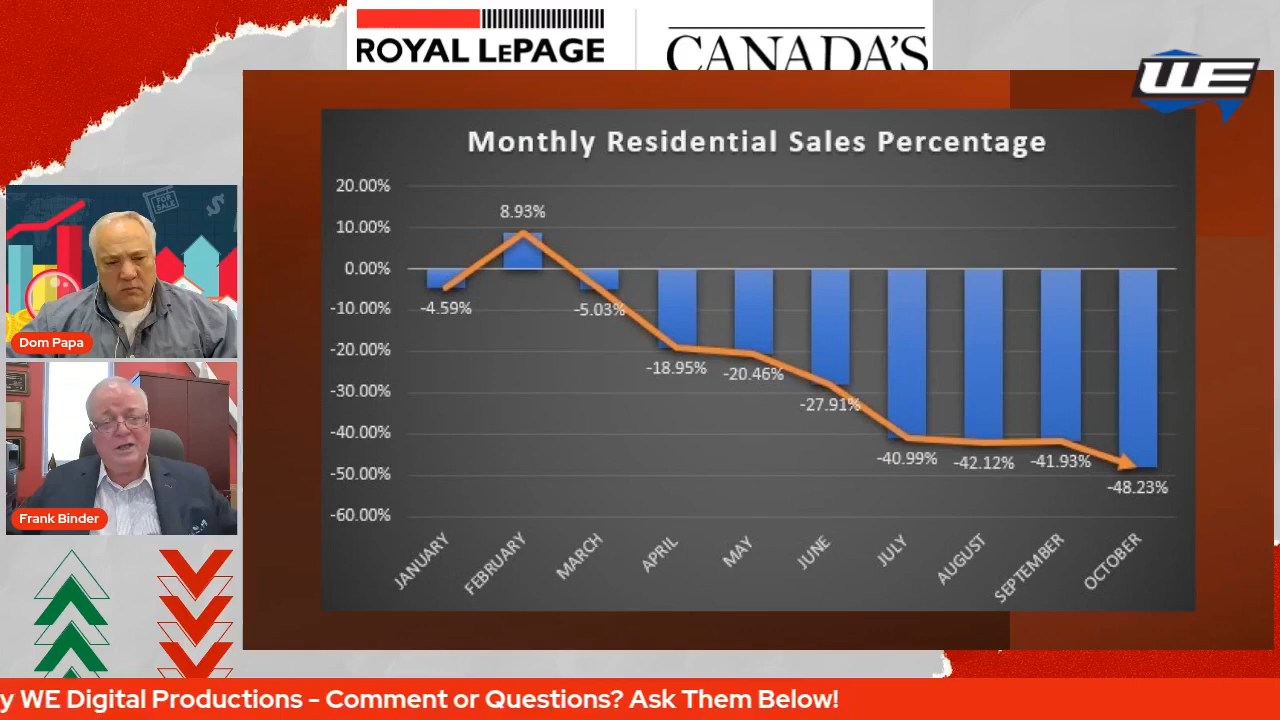 ROYAL LEPAGE
CANADA'S
WE
Monthly Residential Sales Percentage
20.00%
10.00%
0.00%
-10.00%
-20.00%
-30.00%
-40.00%
-50.00%
-60.00%
-4.59%
8.93%
-5.03%
-18.95%
-20.46%
-27.91%
-40.99%
-42.12%
-41.93%
-48.23%
JANUARY
FEBRUARY
MARCH
APRIL
MAY
JUNE
JULY
AUGUST
SEPTEMBER
OCTOBER
FOR
SALE
$
Dom Papa
Frank Binder
y WE Digital Productions - Comment or Questions? Ask Them Below!